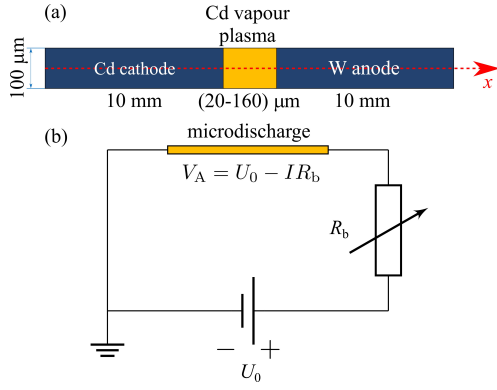 (a)
Cd vapour
plasma
100 μm
Cd cathode
W anode
x
10 mm
(20-160) μm
10 mm
(b)
microdischarge
V_A = U_0 − IR_b
R_b
− +
U_0